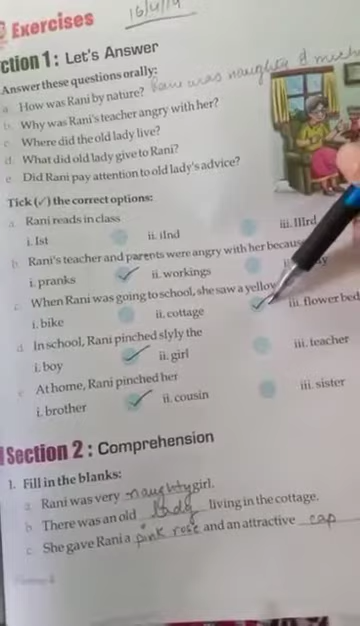 Exercises
16/4/19
ction 1: Let's Answer
Answer these questions orally:
a. How was Rani by nature? Rani was naughty &
b. Why was Rani's teacher angry with her?
c. Where did the old lady live?
d. What did old lady give to Rani?
e. Did Rani pay attention to old lady's advice?
Tick (✓) the correct options:
a. Rani reads in class
i. Ist ii. IInd iii. IIIrd
b. Rani's teacher and parents were angry with her
i. pranks ✓ ii. workings
c. When Rani was going to school, she saw a yellow
i. bike ii. cottage ✓ iii. flower bed
d. In school, Rani pinched slyly the
i. boy ✓ ii. girl iii. teacher
e. At home, Rani pinched her
i. brother ✓ ii. cousin iii. sister
Section 2: Comprehension
1. Fill in the blanks:
a. Rani was very naughty girl.
b. There was an old lady living in the cottage.
c. She gave Rani a pink rose and an attractive cap